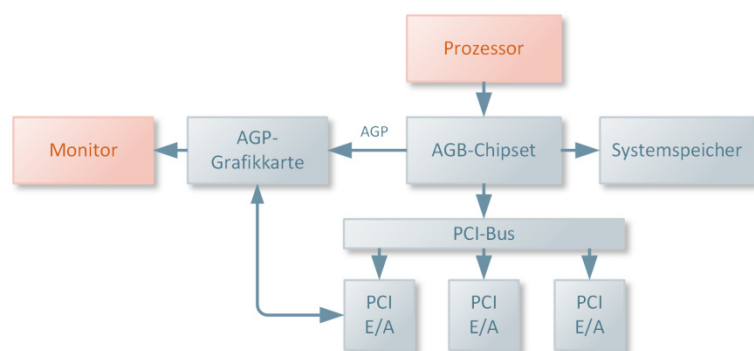 Prozessor
Monitor
AGP-
Grafikkarte
AGP
AGB-Chipset
Systemspeicher
PCI-Bus
PCI
E/A
PCI
E/A
PCI
E/A